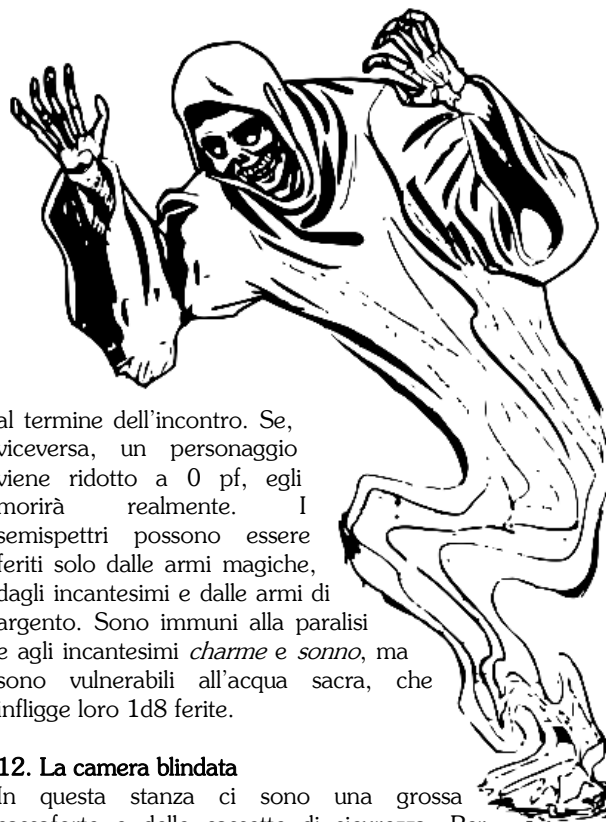 al termine dell'incontro. Se,
viceversa, un personaggio
viene ridotto a 0 pf, egli
morirà realmente. I
semispettri possono essere
feriti solo dalle armi magiche,
dagli incantesimi e dalle armi di
argento. Sono immuni alla paralisi
e agli incantesimi charme e sonno, ma
sono vulnerabili all'acqua sacra, che
infligge loro 1d8 ferite.
12. La camera blindata
In questa stanza ci sono una grossa
cassaforte e delle cassette di sicurezza. Per